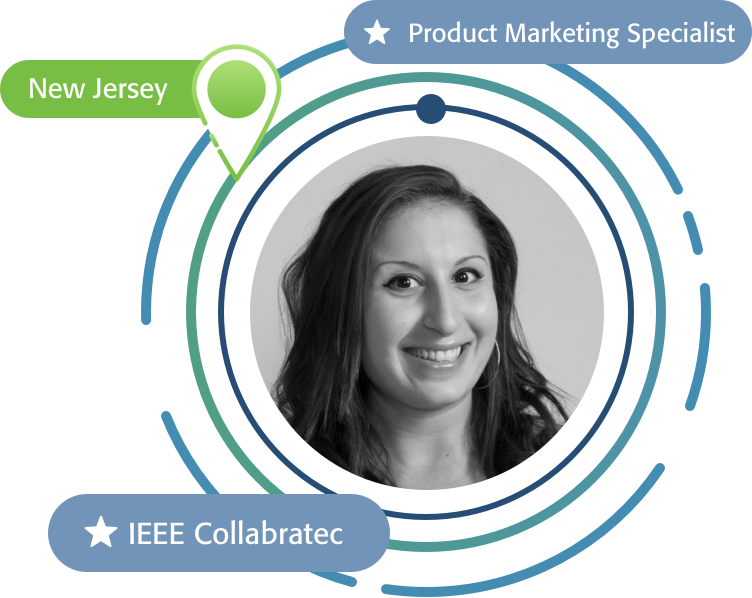 Product Marketing Specialist
New Jersey
IEEE Collabratec